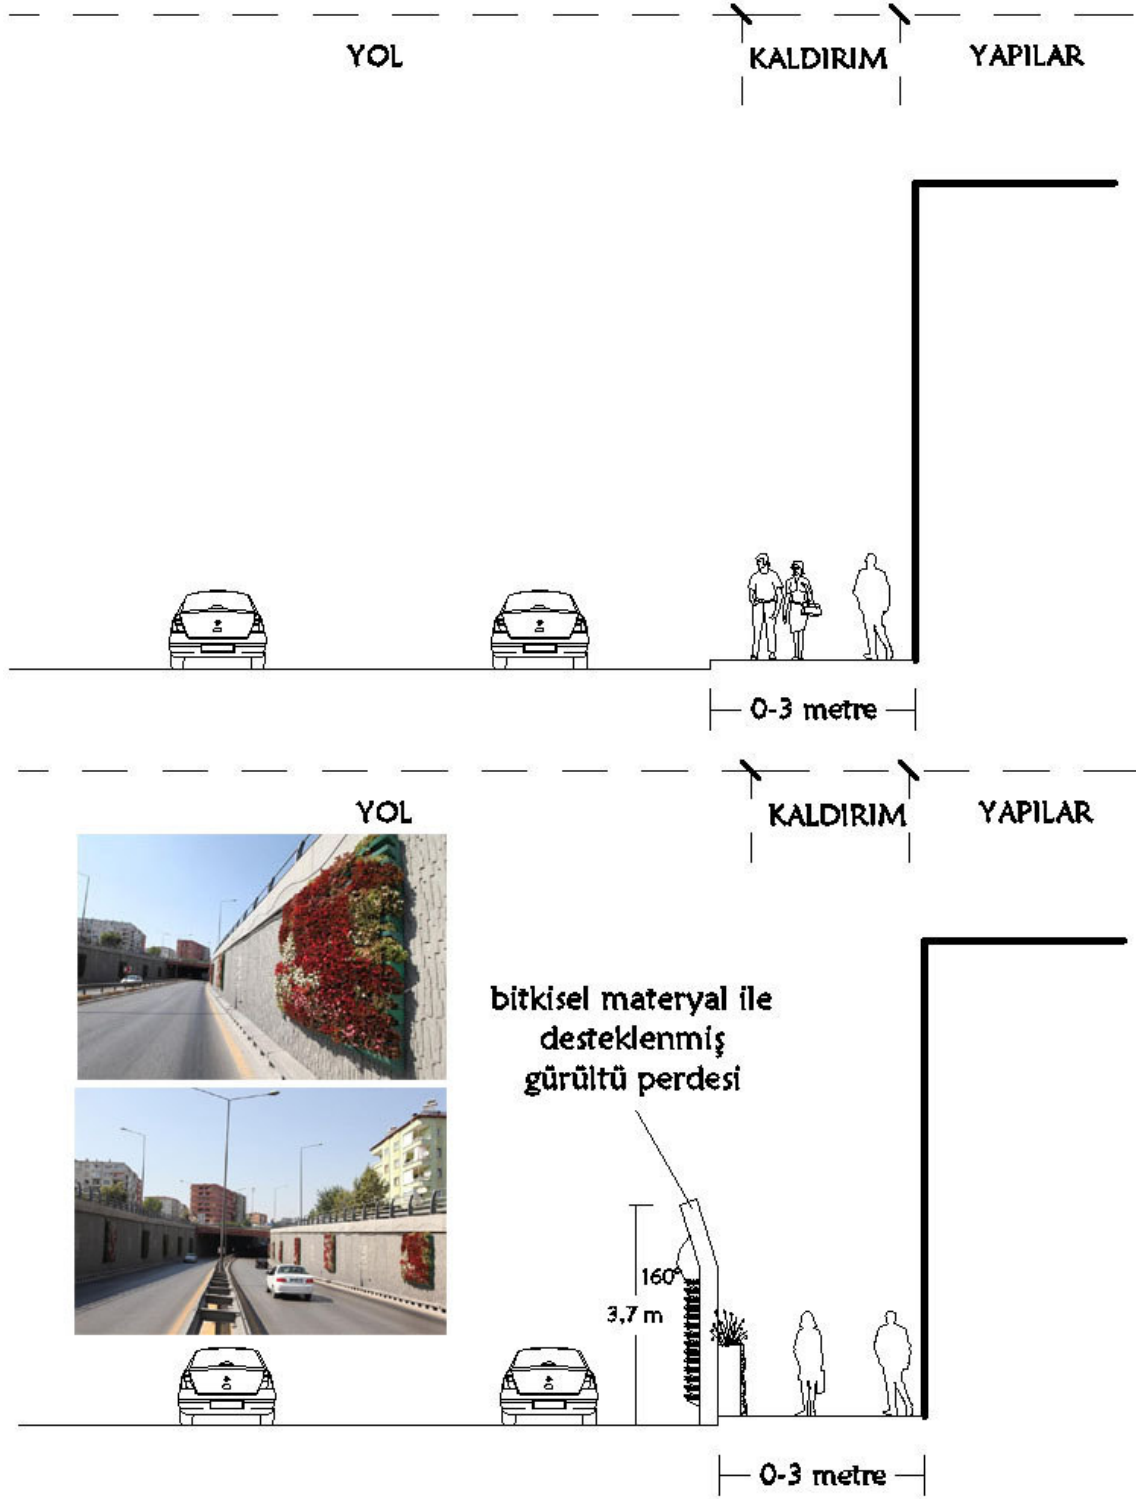 YOL
KALDIRIM
YAPILAR
0-3 metre
YOL
KALDIRIM
YAPILAR
bitkisel materyal ile
desteklenmiş
gürültü perdesi
160°
3,7 m
0-3 metre